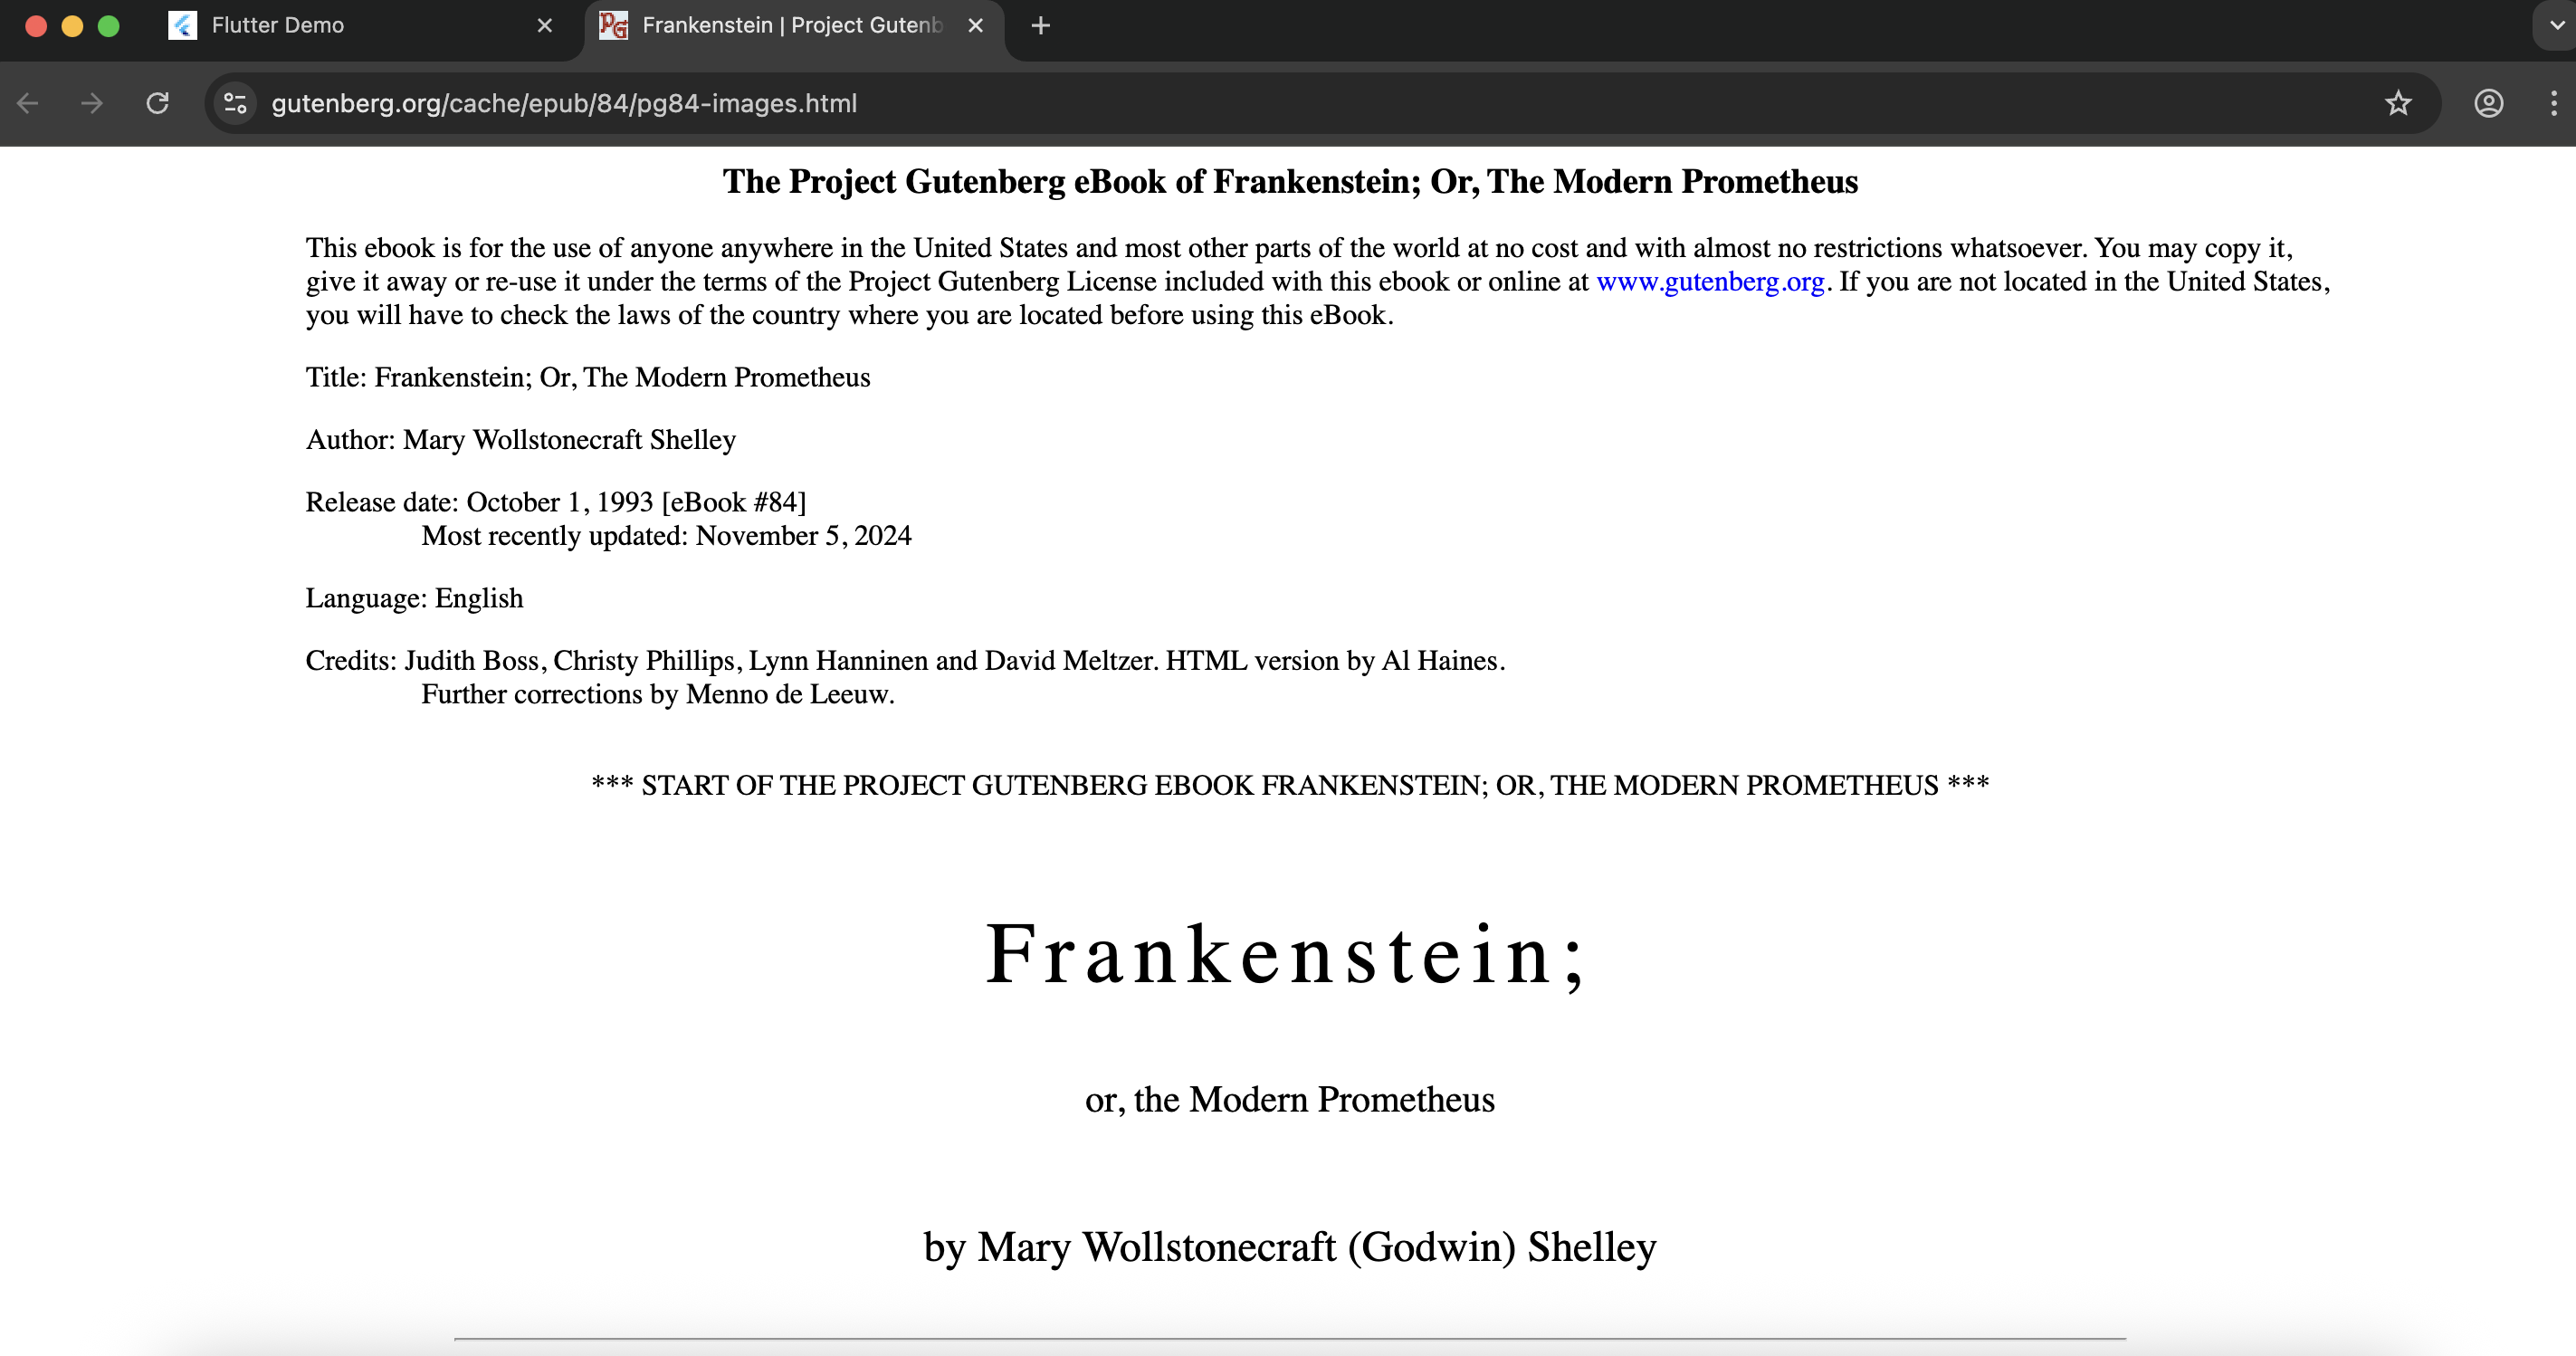 Flutter Demo
Frankenstein | Project Gutenb
gutenberg.org/cache/epub/84/pg84-images.html
The Project Gutenberg eBook of Frankenstein; Or, The Modern Prometheus
This ebook is for the use of anyone anywhere in the United States and most other parts of the world at no cost and with almost no restrictions whatsoever. You may copy it,
give it away or re-use it under the terms of the Project Gutenberg License included with this ebook or online at www.gutenberg.org. If you are not located in the United States,
you will have to check the laws of the country where you are located before using this eBook.
Title: Frankenstein; Or, The Modern Prometheus
Author: Mary Wollstonecraft Shelley
Release date: October 1, 1993 [eBook #84]
Most recently updated: November 5, 2024
Language: English
Credits: Judith Boss, Christy Phillips, Lynn Hanninen and David Meltzer. HTML version by Al Haines.
Further corrections by Menno de Leeuw.
*** START OF THE PROJECT GUTENBERG EBOOK FRANKENSTEIN; OR, THE MODERN PROMETHEUS ***
Frankenstein;
or, the Modern Prometheus
by Mary Wollstonecraft (Godwin) Shelley